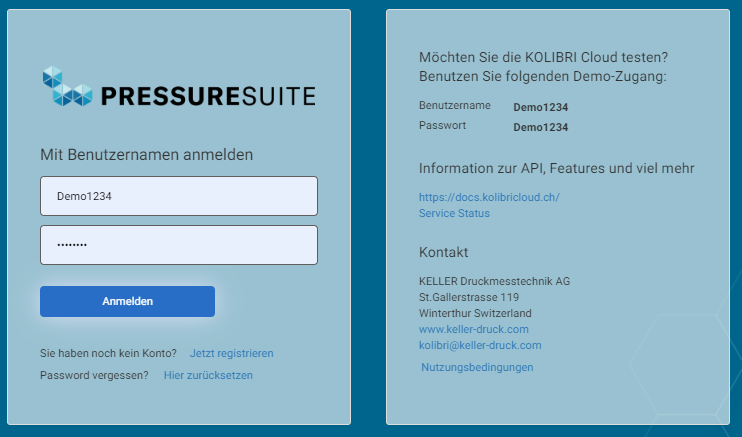 PRESSURESUITE
Mit Benutzernamen anmelden
Demo1234
••••••••
Anmelden
Sie haben noch kein Konto? Jetzt registrieren
Password vergessen? Hier zurücksetzen
Möchten Sie die KOLIBRI Cloud testen?
Benutzen Sie folgenden Demo-Zugang:
Benutzername Demo1234
Passwort Demo1234
Information zur API, Features und viel mehr
https://docs.kolibricloud.ch/
Service Status
Kontakt
KELLER Druckmesstechnik AG
St.Gallerstrasse 119
Winterthur Switzerland
www.keller-druck.com
kolibri@keller-druck.com
Nutzungsbedingungen